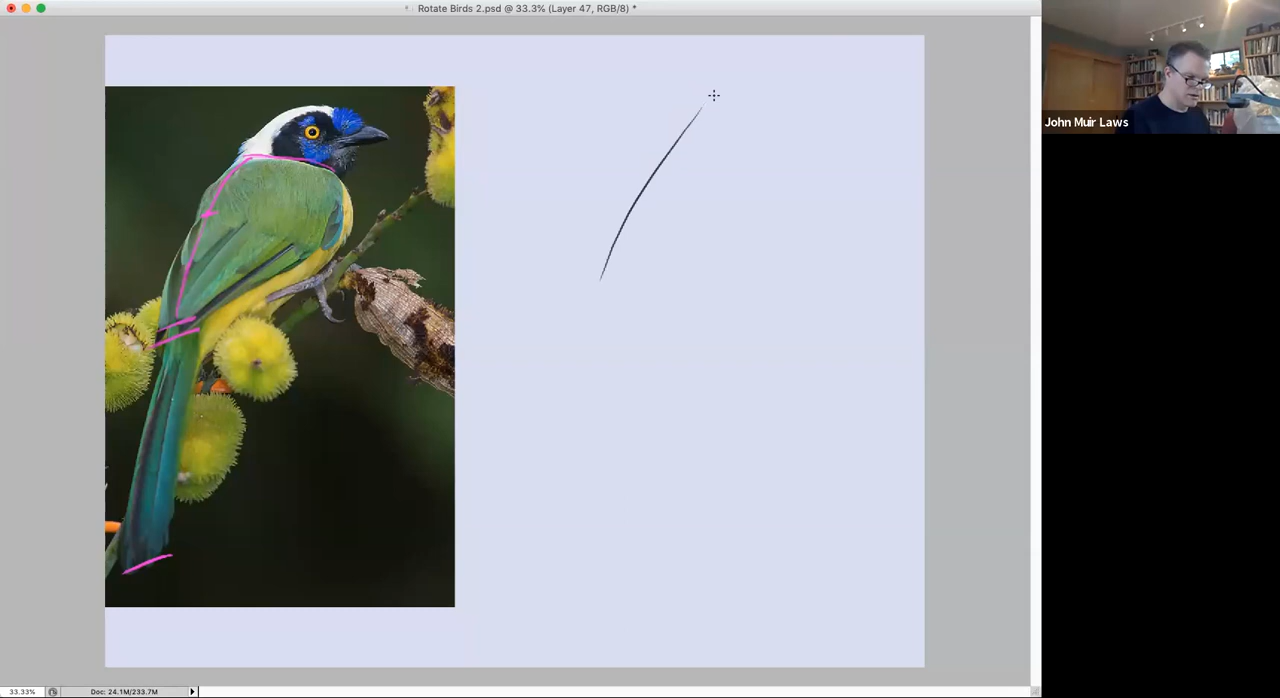 Rotate Birds 2.psd @ 33.3% (Layer 47, RGB/8) *
John Muir Laws
33.33%
Doc: 24.1M/233.7M